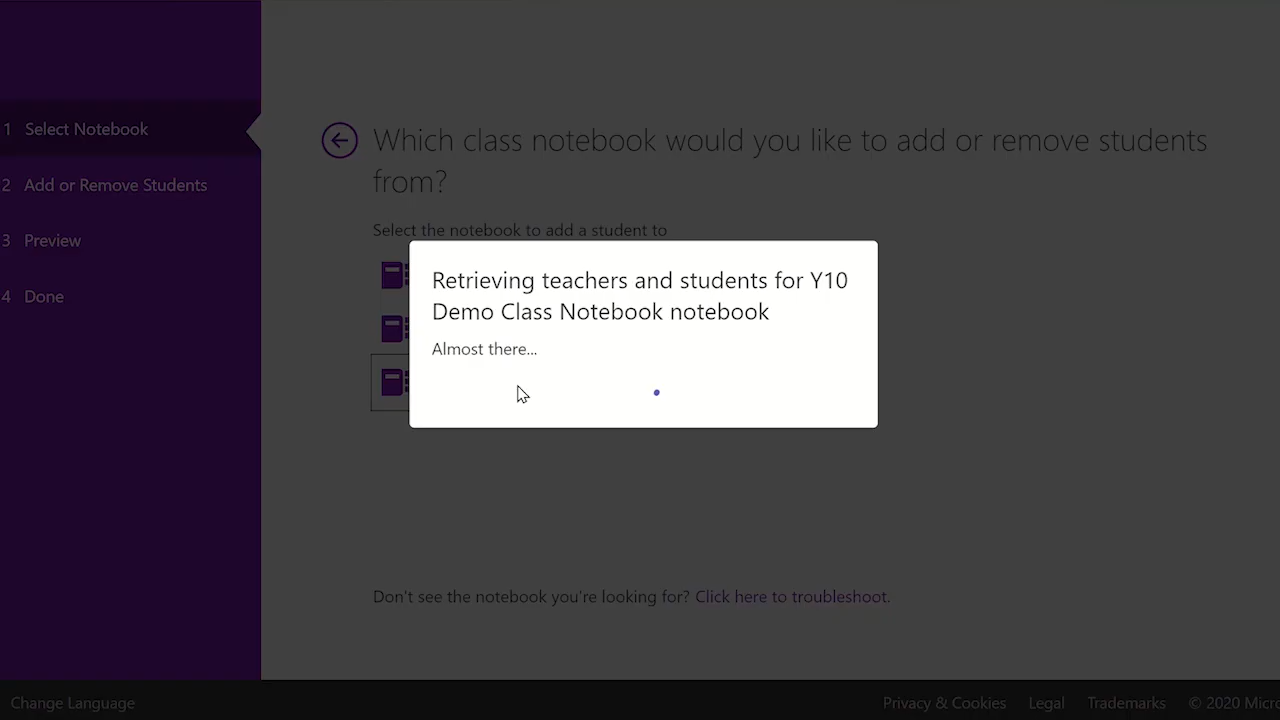 1 Select Notebook
2 Add or Remove Students
3 Preview
4 Done
Which class notebook would you like to add or remove students
from?
Select the notebook to add a student to
Retrieving teachers and students for Y10
Demo Class Notebook notebook
Almost there...
Don't see the notebook you're looking for? Click here to troubleshoot.
Change Language
Privacy & Cookies Legal Trademarks © 2020 Micro